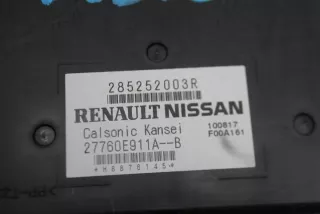 285252003R
RENAULT NISSAN
Calsonic Kansei 100817
27760E911A--B F00A161